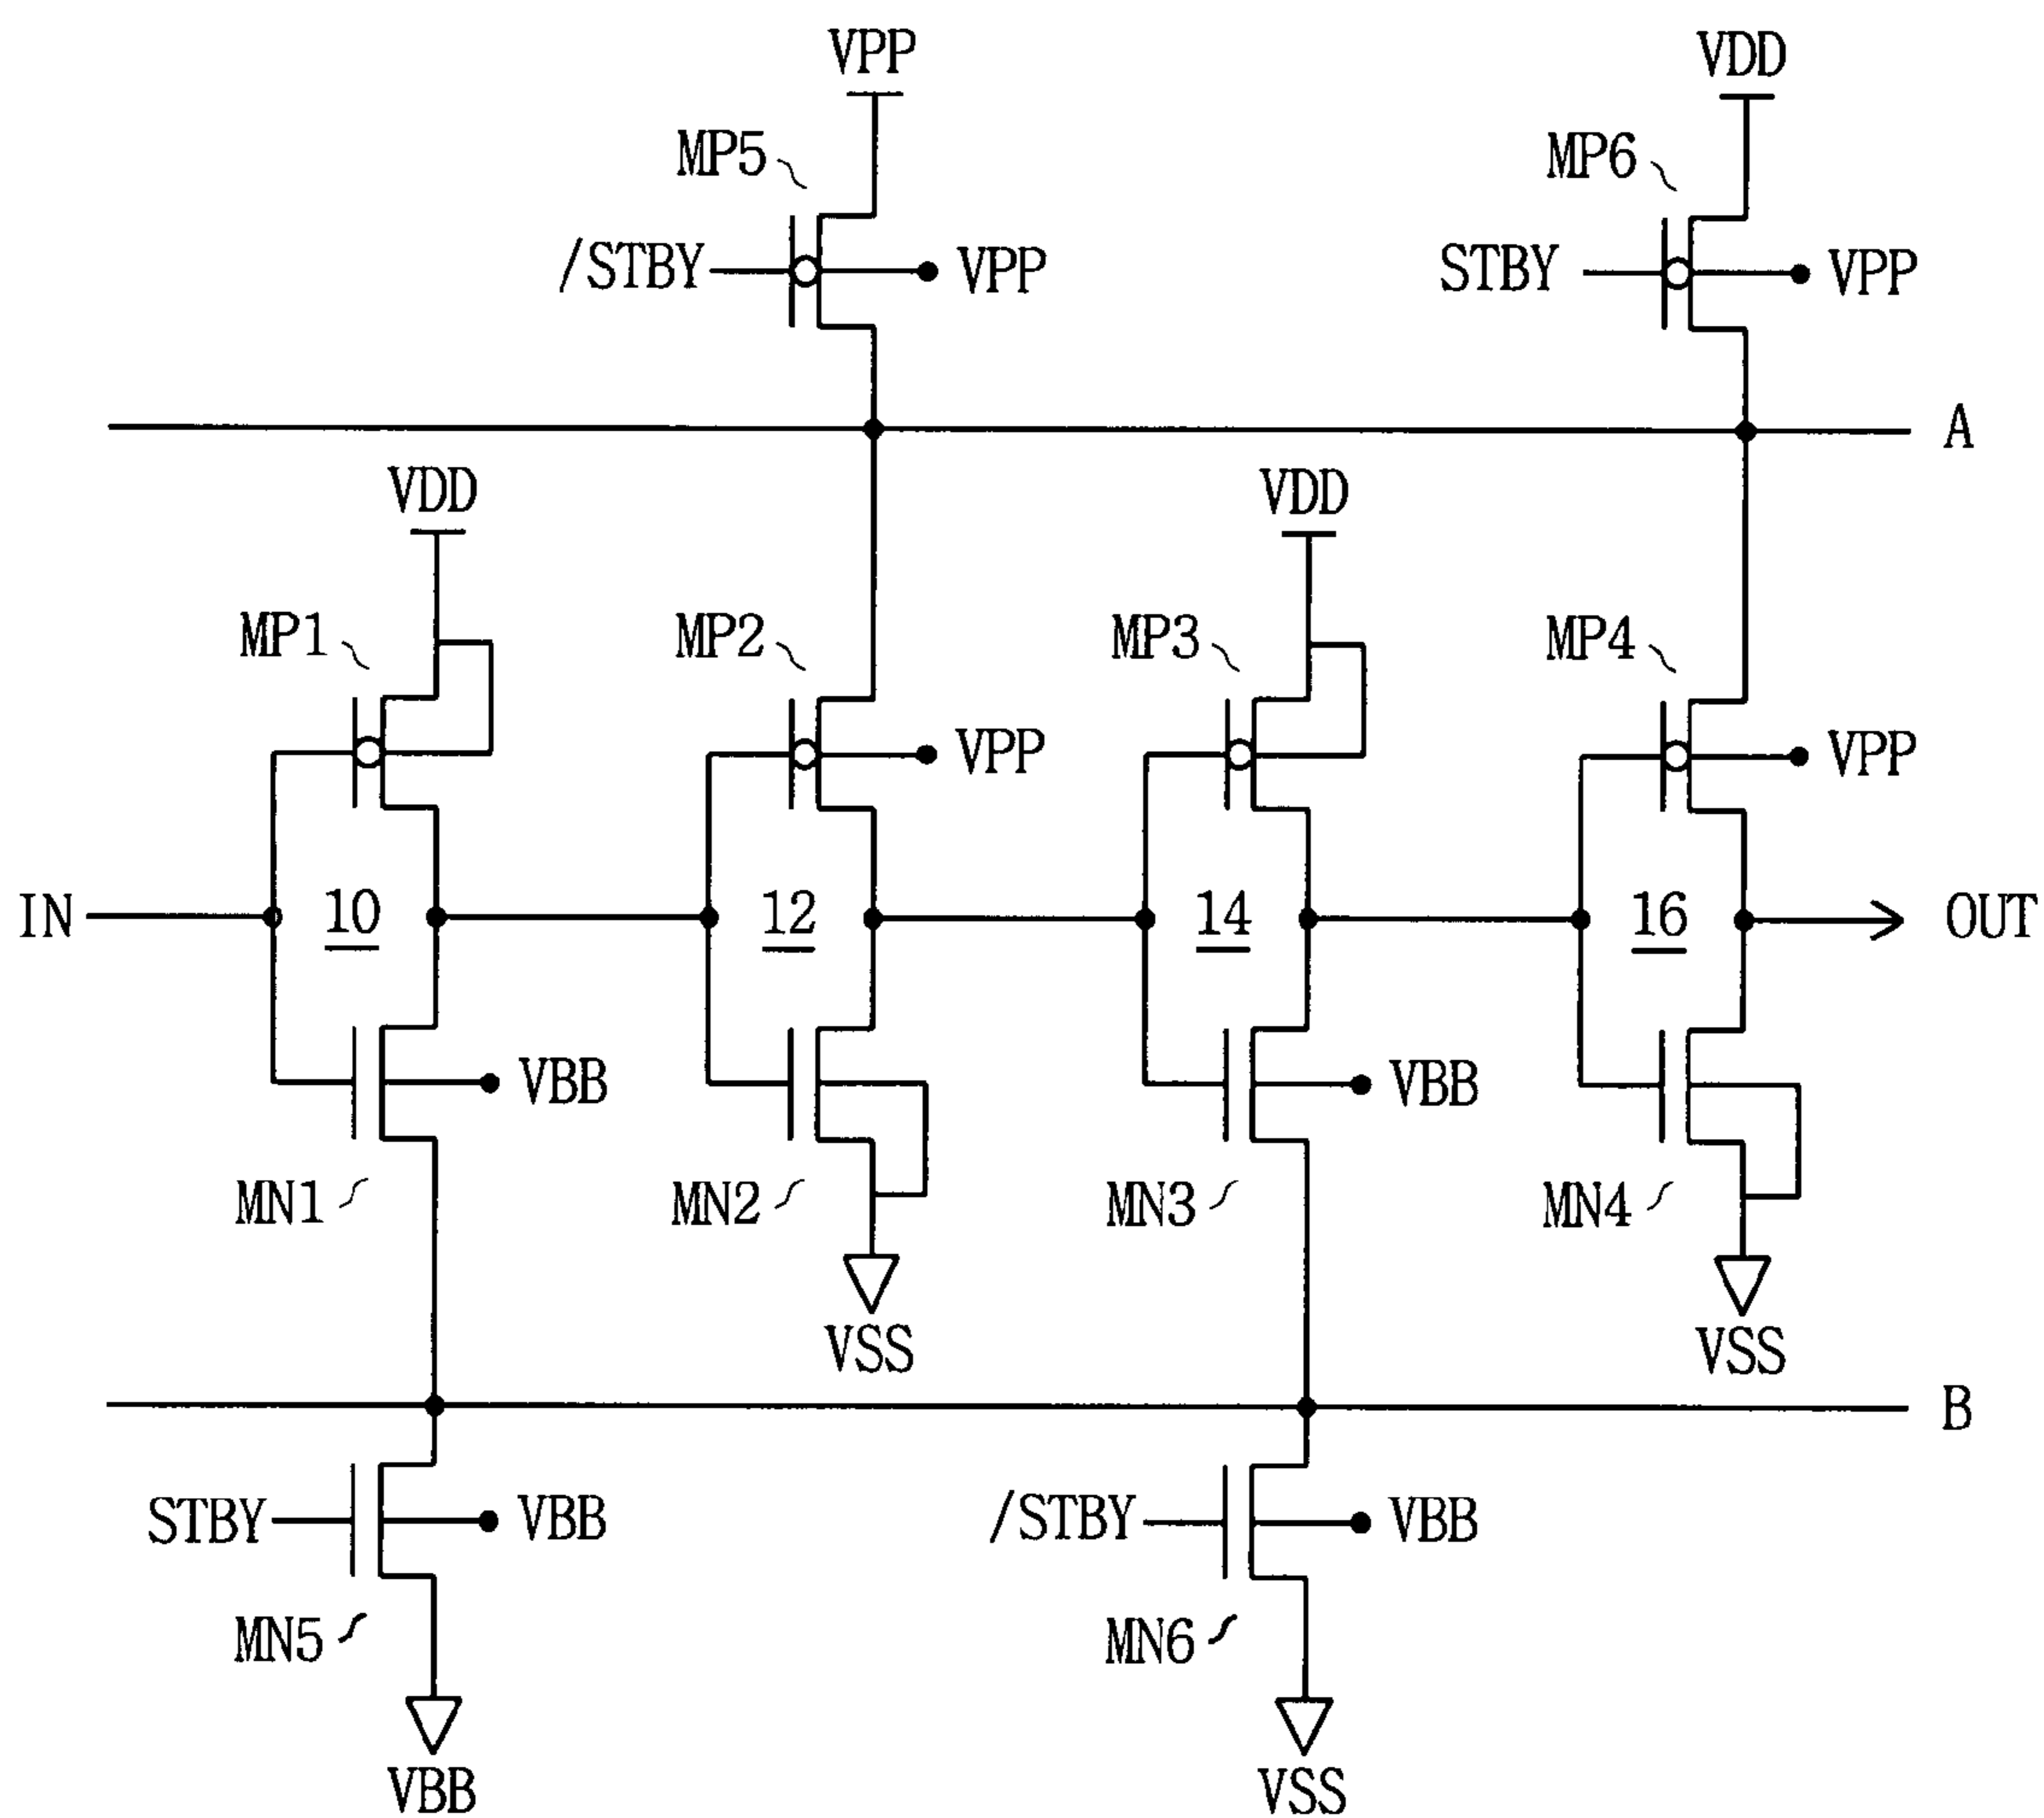 VPP
VDD
MP5
MP6
/STBY
VPP
STBY
VPP
A
VDD
VDD
MP1
MP2
MP3
MP4
VPP
VPP
IN
10
12
14
16
OUT
VBB
VBB
MN1
MN2
MN3
MN4
VSS
VSS
B
STBY
VBB
/STBY
VBB
MN5
MN6
VBB
VSS